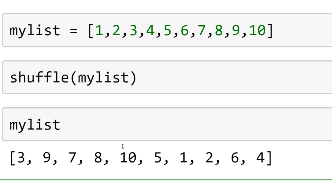 mylist = [1,2,3,4,5,6,7,8,9,10]
shuffle(mylist)
mylist
[3, 9, 7, 8, 10, 5, 1, 2, 6, 4]